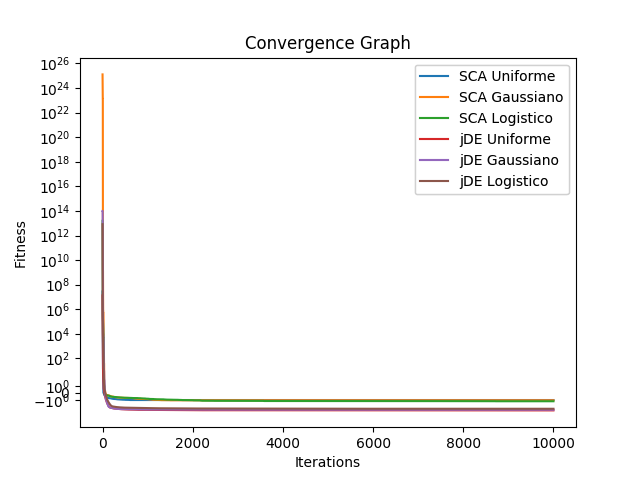 Convergence Graph
10^26
10^24
10^22
10^20
10^18
10^16
10^14
10^12
10^10
10^8
10^6
10^4
10^2
10^0
0
−10^0
Fitness
SCA Uniforme
SCA Gaussiano
SCA Logistico
jDE Uniforme
jDE Gaussiano
jDE Logistico
0 2000 4000 6000 8000 10000
Iterations